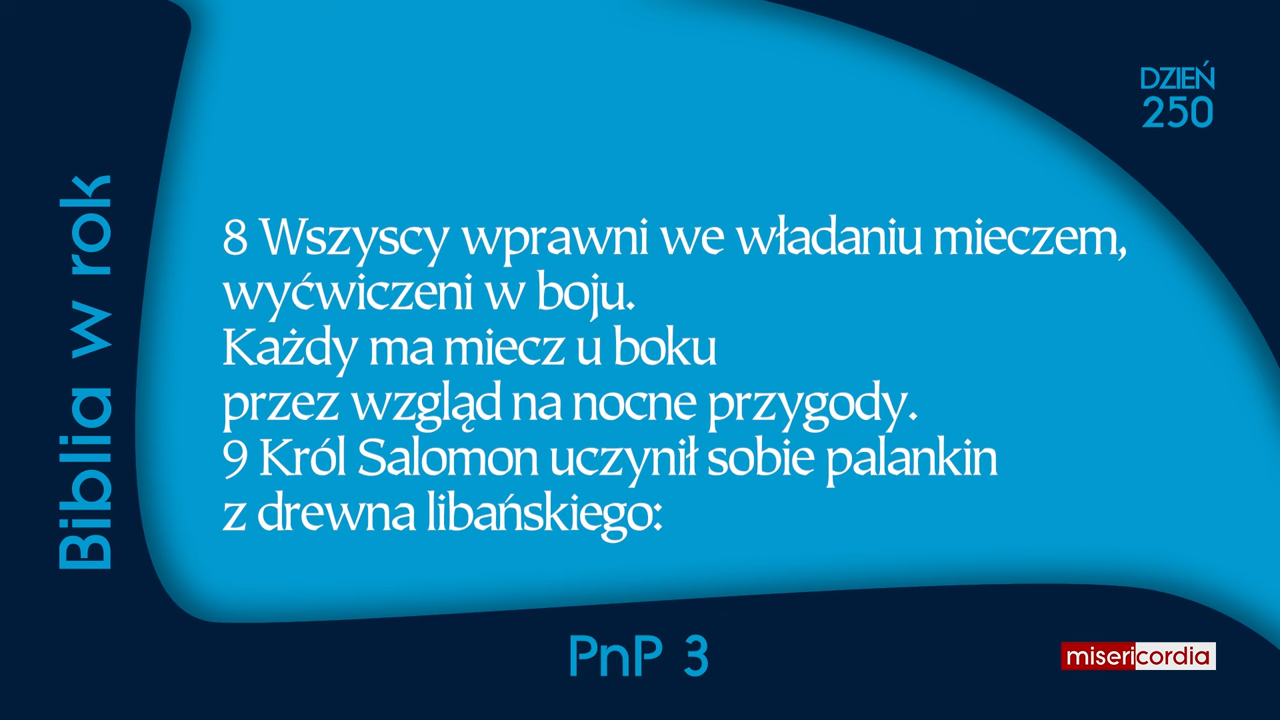 DZIEŃ
250
Biblia w rok
8 Wszyscy wprawni we władaniu mieczem,
wyćwiczeni w boju.
Każdy ma miecz u boku
przez wzgląd na nocne przygody.
9 Król Salomon uczynił sobie palankin
z drewna libańskiego:
PnP 3
misericordia